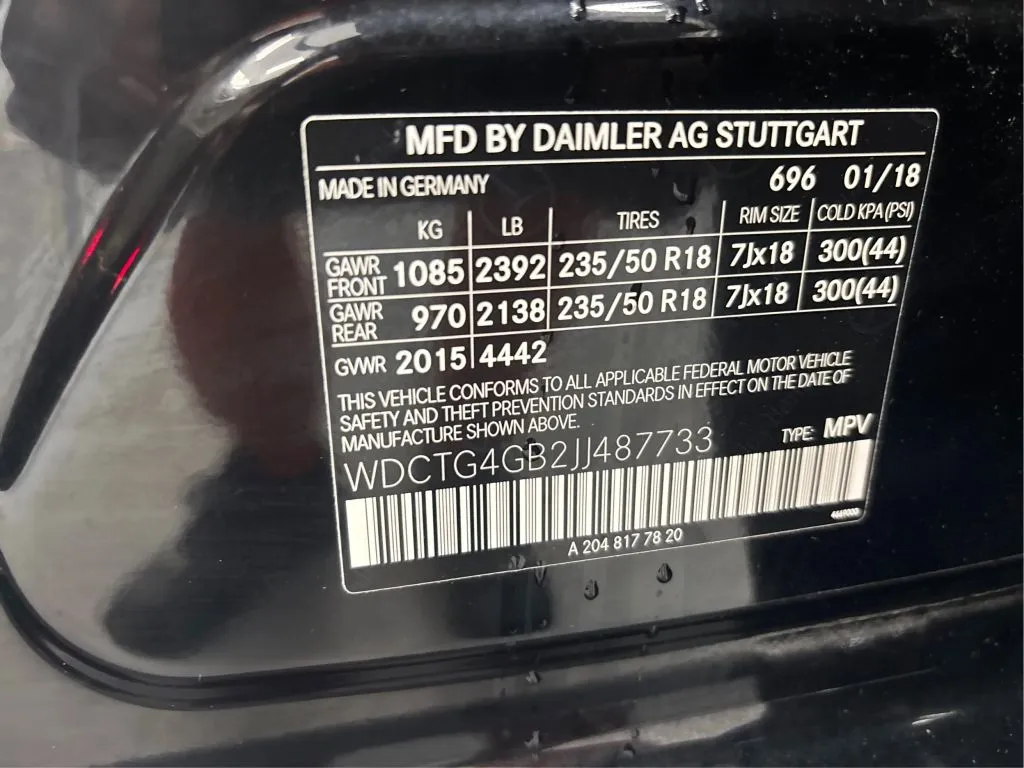 MFD BY DAIMLER AG STUTTGART
MADE IN GERMANY 696 01/18
KG LB TIRES RIM SIZE COLD KPA (PSI)
GAWR FRONT 1085 2392 235/50 R18 7Jx18 300(44)
GAWR REAR 970 2138 235/50 R18 7Jx18 300(44)
GVWR 2015 4442
THIS VEHICLE CONFORMS TO ALL APPLICABLE FEDERAL MOTOR VEHICLE
SAFETY AND THEFT PREVENTION STANDARDS IN EFFECT ON THE DATE OF
MANUFACTURE SHOWN ABOVE.
WDCTG4GB2JJ487733 TYPE: MPV
A 204 817 78 20